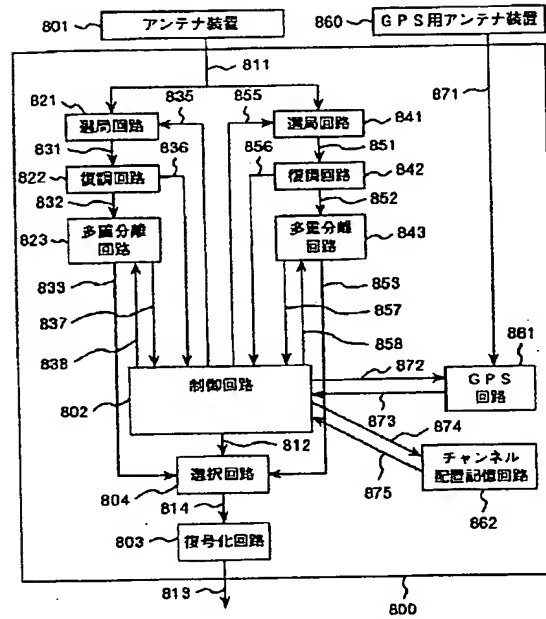 801
アンテナ装置
860
GPS用アンテナ装置
811
871
821
835
855
選局回路
選局回路
841
831
836
856
851
822
復調回路
復調回路
842
832
852
823
多重分離
回路
多重分離
回路
843
833
853
837
857
838
858
872
861
制御回路
GPS
回路
802
873
874
812
804
選択回路
チャンネル
配置記憶回路
875
814
862
803
復号化回路
813
800